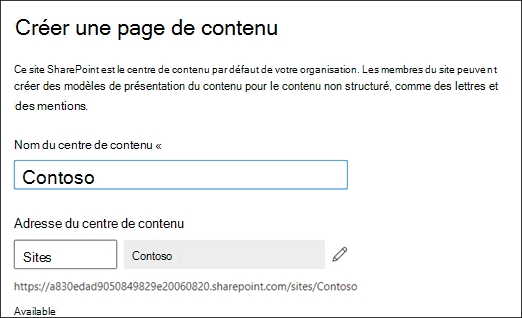 Créer une page de contenu
Ce site SharePoint est le centre de contenu par défaut de votre organisation. Les membres du site peuvent
créer des modèles de présentation du contenu pour le contenu non structuré, comme des lettres et
des mentions.
Nom du centre de contenu «
Contoso
Adresse du centre de contenu
Sites Contoso
https://a830edad9050849829e20060820.sharepoint.com/sites/Contoso
Available